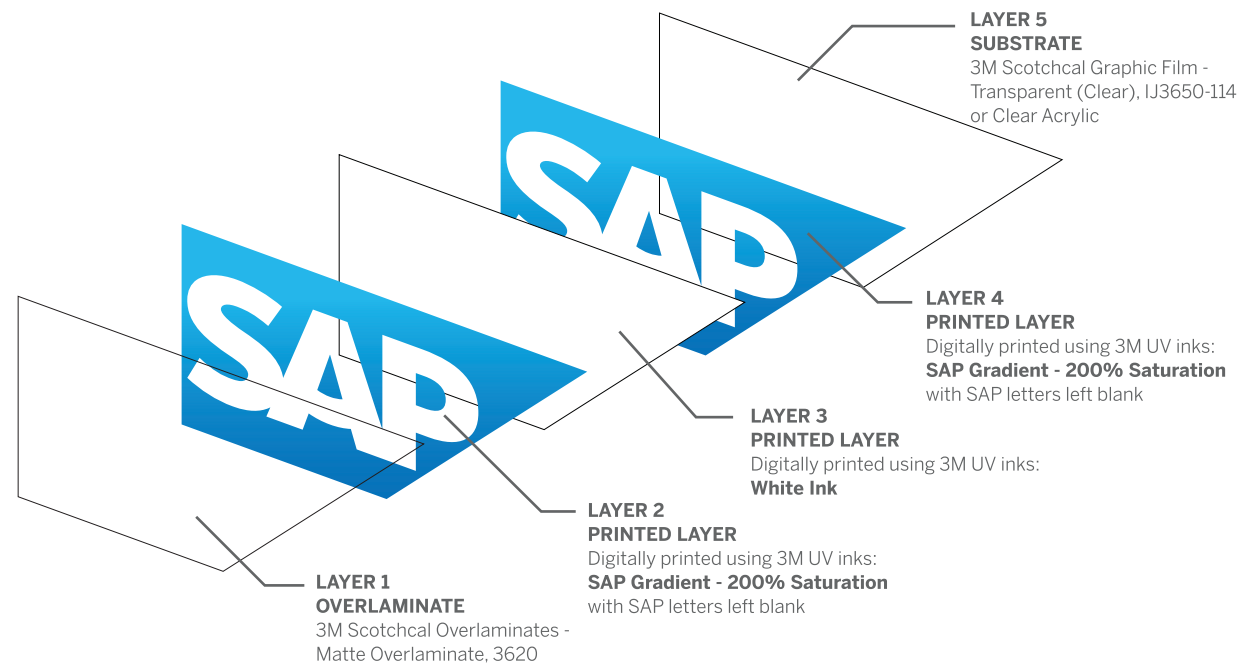 LAYER 5
SUBSTRATE
3M Scotchcal Graphic Film -
Transparent (Clear), IJ3650-114
or Clear Acrylic
SAP
LAYER 4
PRINTED LAYER
Digitally printed using 3M UV inks:
SAP Gradient - 200% Saturation
with SAP letters left blank
SAP
LAYER 3
PRINTED LAYER
Digitally printed using 3M UV inks:
White Ink
LAYER 2
PRINTED LAYER
Digitally printed using 3M UV inks:
SAP Gradient - 200% Saturation
with SAP letters left blank
LAYER 1
OVERLAMINATE
3M Scotchcal Overlaminates -
Matte Overlaminate, 3620